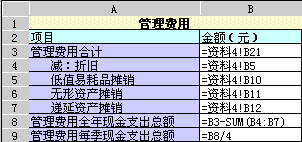 A B
1 管理费用
2 项目 金额（元）
3 管理费用合计 =资料4!B21
4 减：折旧 =资料4!B5
5 低值易耗品摊销 =资料4!B10
6 无形资产摊销 =资料4!B11
7 递延资产摊销 =资料4!B12
8 管理费用全年现金支出总额 =B3-SUM(B4:B7)
9 管理费用每季现金支出总额 =B8/4